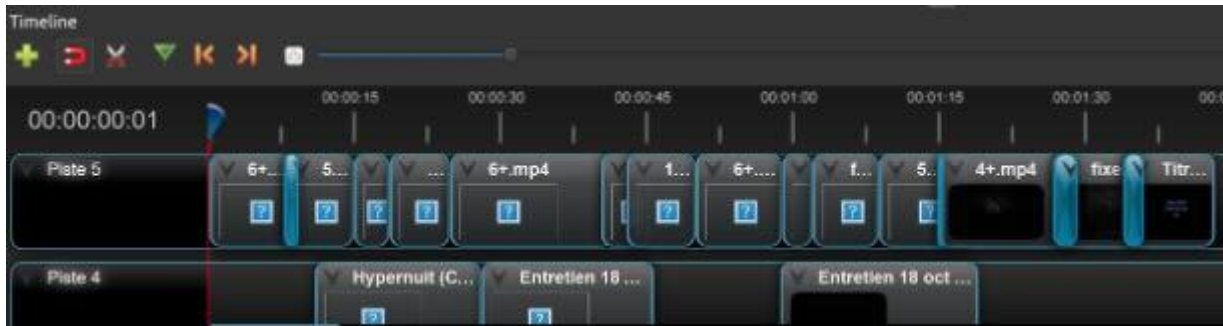 Timeline
00:00:15 00:00:30 00:00:45 00:01:00 00:01:15 00:01:30
00:00:00:01
Piste 5 6+... 5... ... 6+.mp4 1... 6+.... f... 5.. 4+.mp4 fixe Titr...
Piste 4 Hypernuit (C... Entretien 18 ... Entretien 18 oct ...